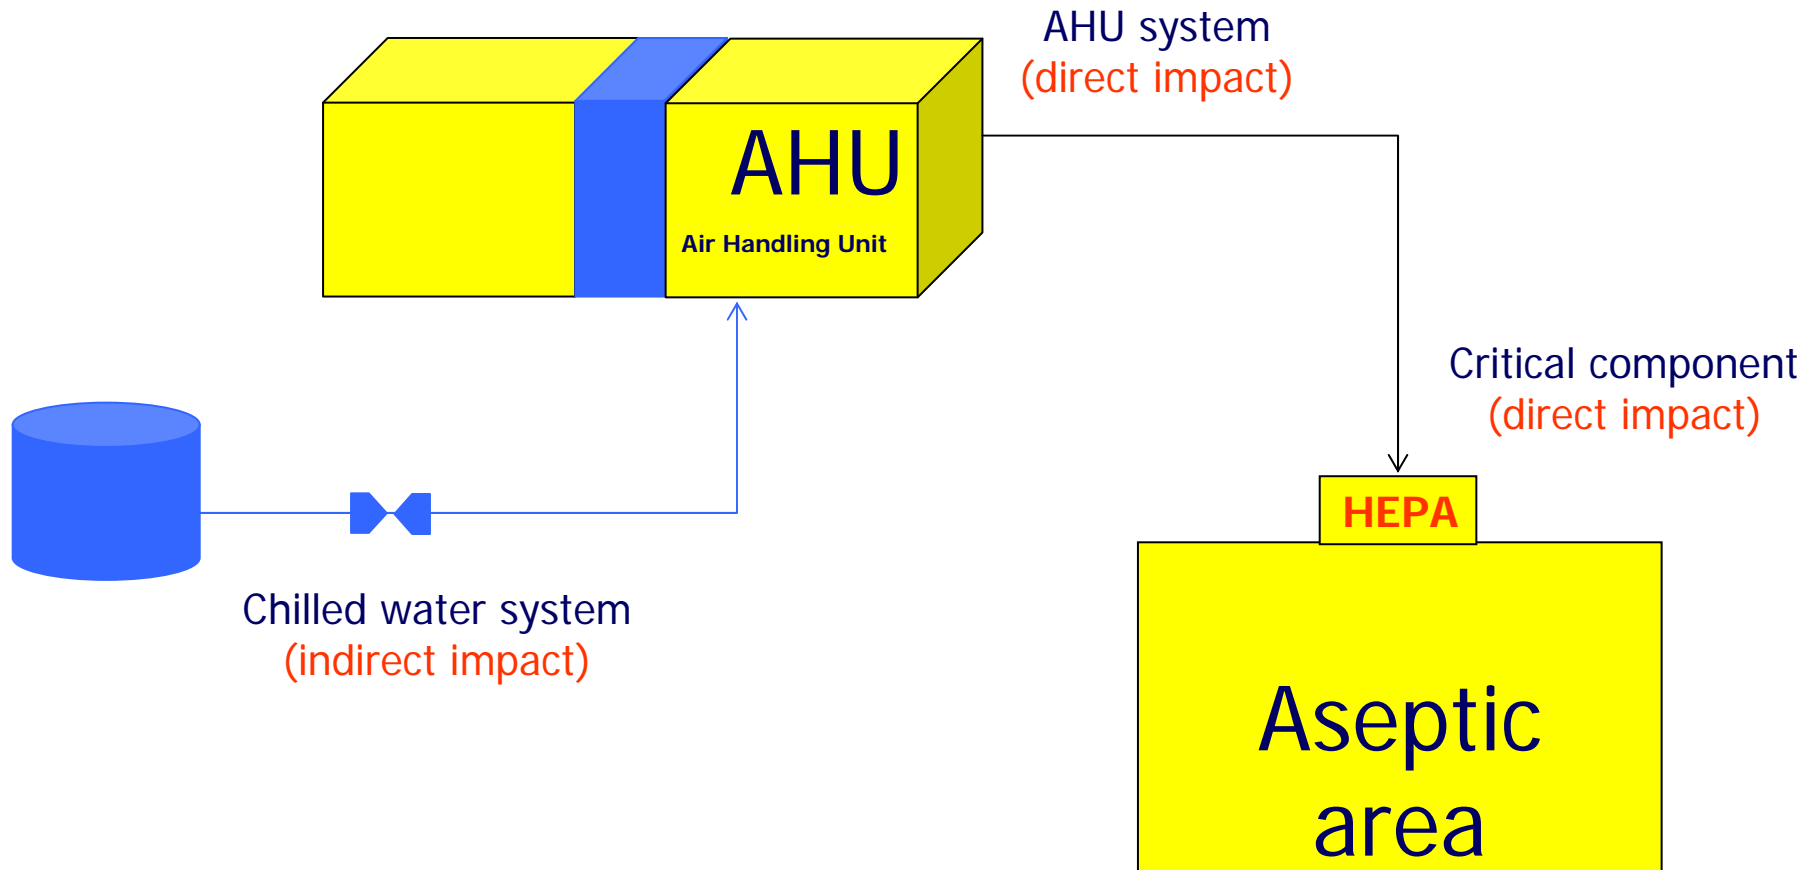 AHU system
(direct impact)
AHU
Air Handling Unit
Critical component
(direct impact)
HEPA
Chilled water system
(indirect impact)
Aseptic
area